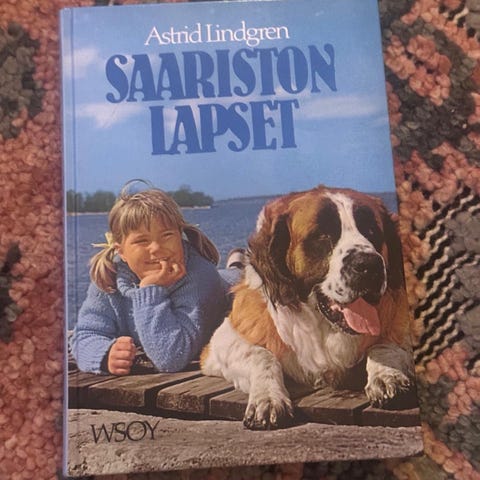 Astrid Lindgren
SAARISTON
LAPSET
WSOY